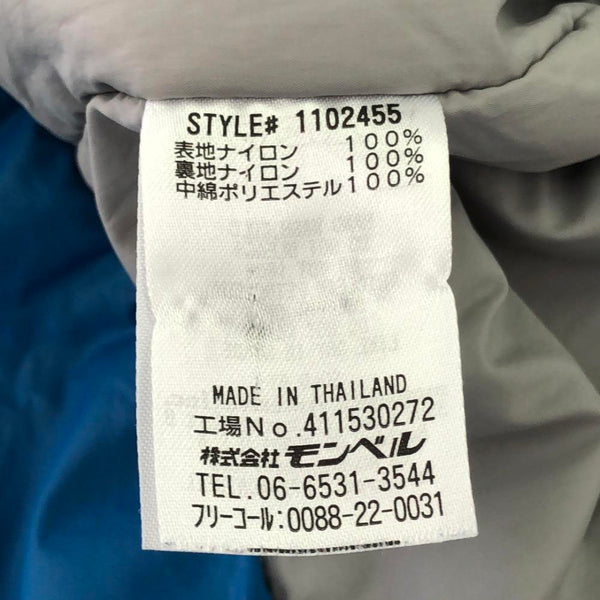 STYLE# 1102455
表地ナイロン 100%
裏地ナイロン 100%
中綿ポリエステル100%
MADE IN THAILAND
工場No.411530272
株式会社モンベル
TEL.06-6531-3544
フリーコール:0088-22-0031